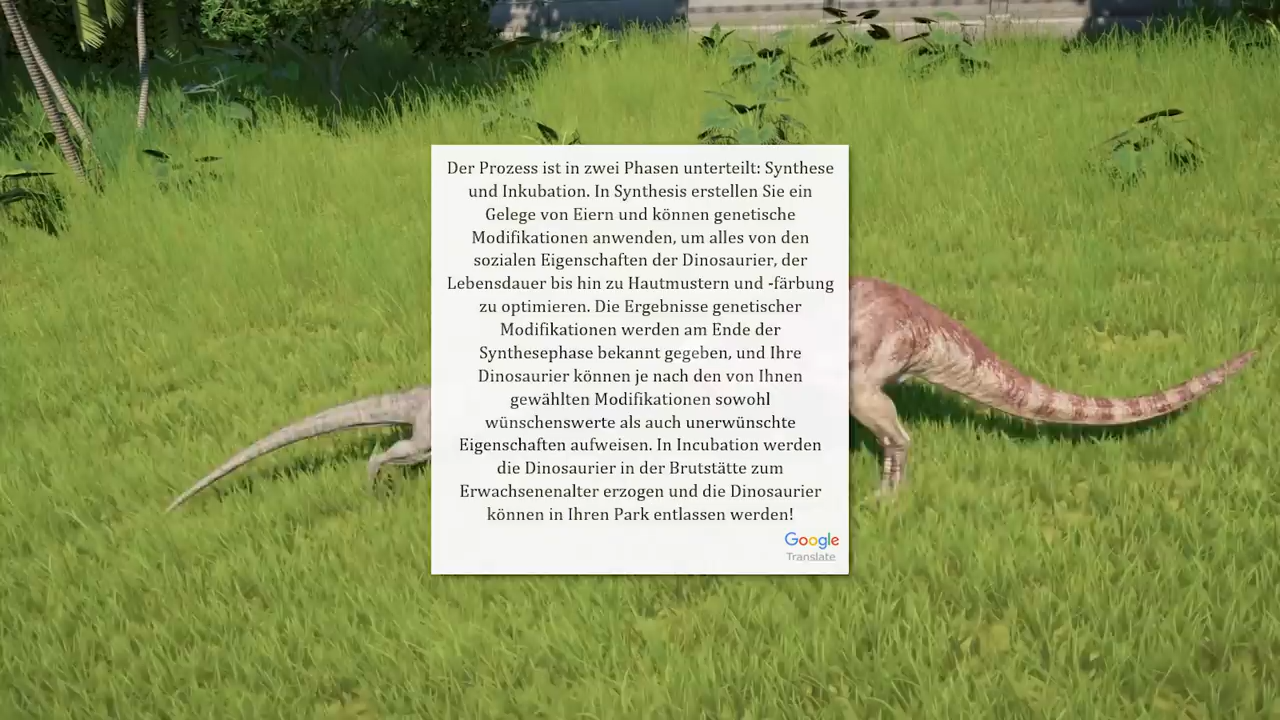 Der Prozess ist in zwei Phasen unterteilt: Synthese
und Inkubation. In Synthesis erstellen Sie ein
Gelege von Eiern und können genetische
Modifikationen anwenden, um alles von den
sozialen Eigenschaften der Dinosaurier, der
Lebensdauer bis hin zu Hautmustern und -färbung
zu optimieren. Die Ergebnisse genetischer
Modifikationen werden am Ende der
Synthesephase bekannt gegeben, und Ihre
Dinosaurier können je nach den von Ihnen
gewählten Modifikationen sowohl
wünschenswerte als auch unerwünschte
Eigenschaften aufweisen. In Incubation werden
die Dinosaurier in der Brutstätte zum
Erwachsenenalter erzogen und die Dinosaurier
können in Ihren Park entlassen werden!
Google
Translate